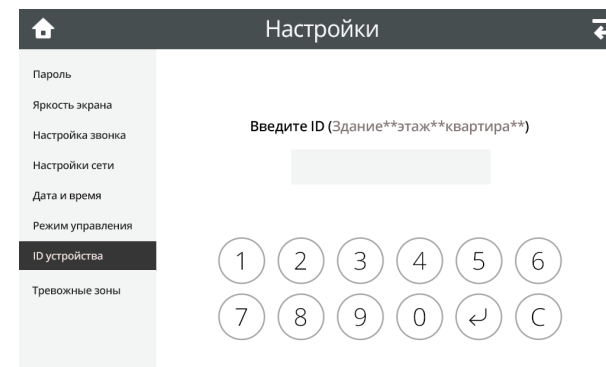 Настройки
Пароль
Яркость экрана
Настройка звонка
Настройки сети
Дата и время
Режим управления
ID устройства
Тревожные зоны
Введите ID (Здание**этаж**квартира**)
1 2 3 4 5 6
7 8 9 0 C